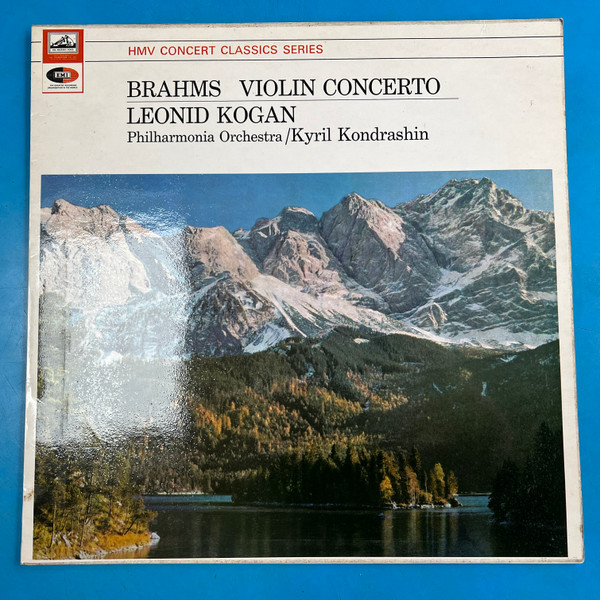 HMV CONCERT CLASSICS SERIES
EMI
BRAHMS VIOLIN CONCERTO
LEONID KOGAN
Philharmonia Orchestra/Kyril Kondrashin